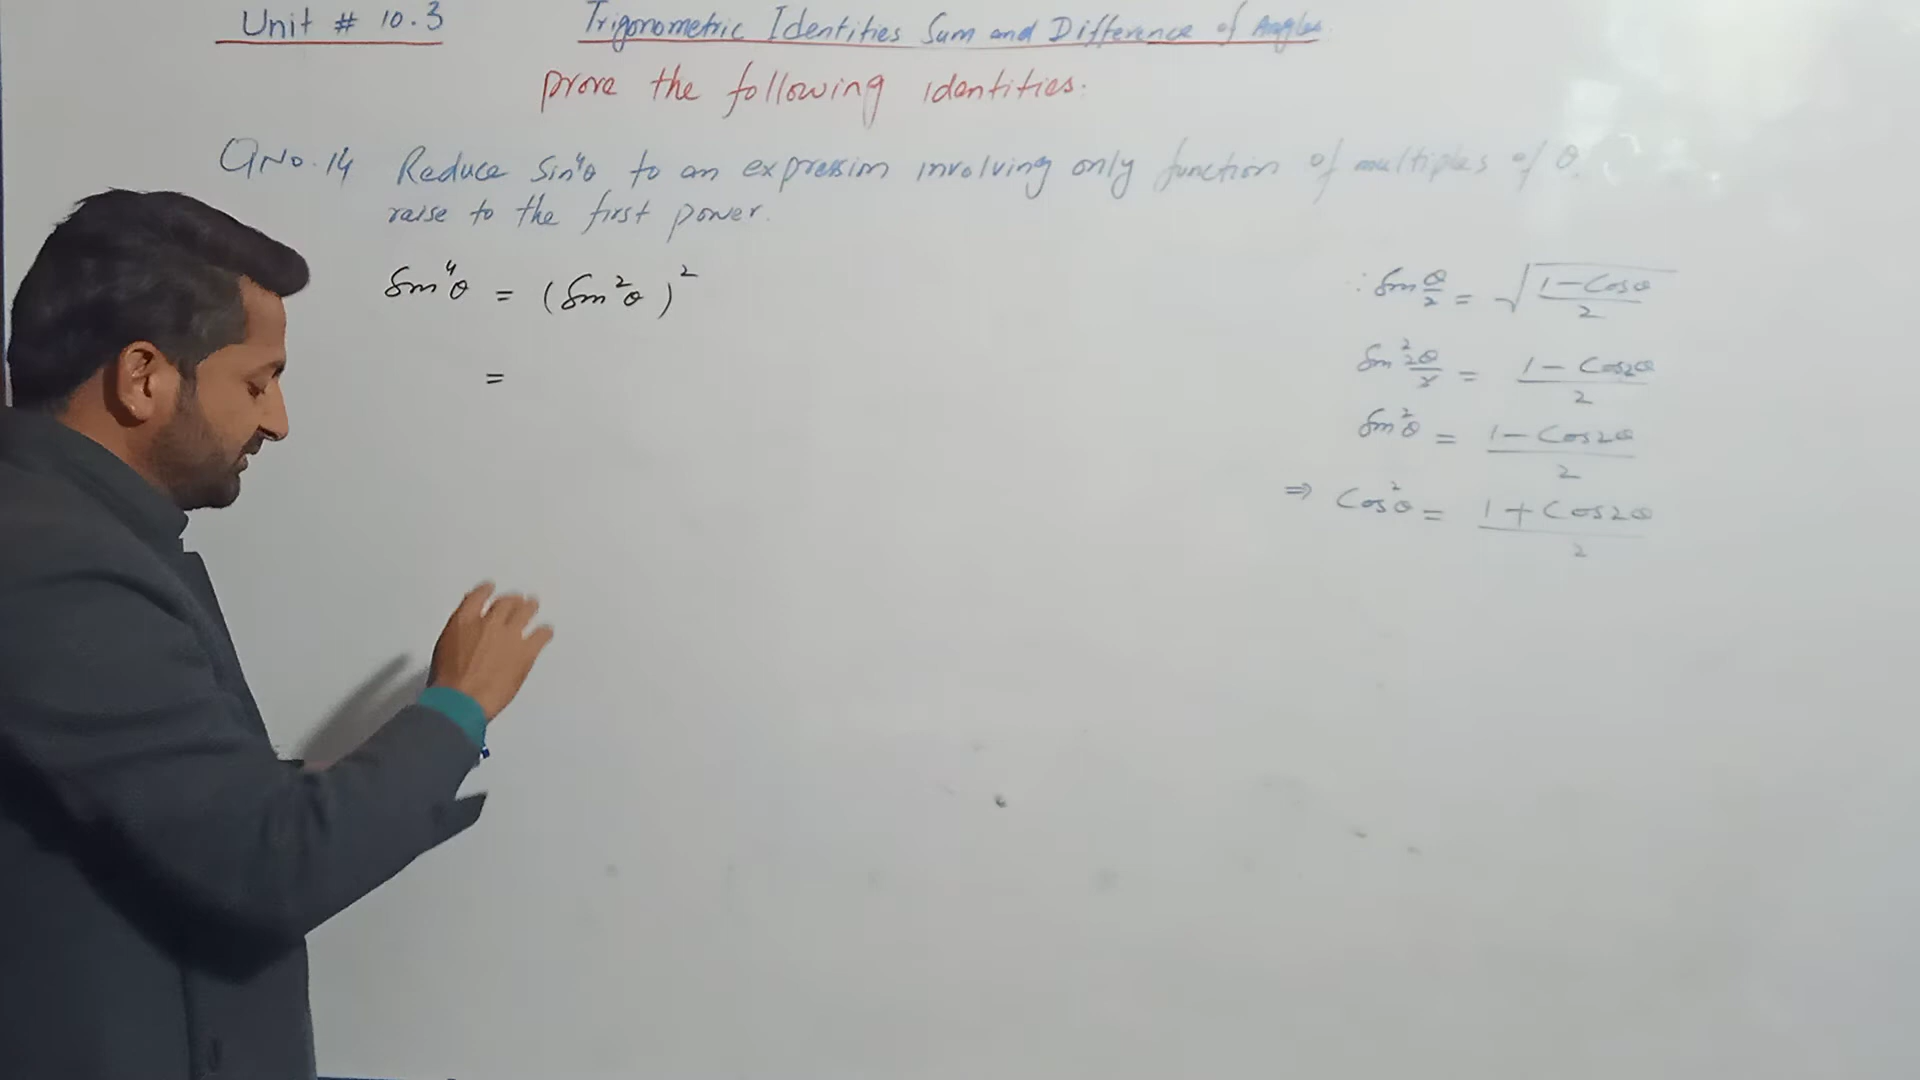 Unit # 10.3 Trigonometric Identities Sum and Difference of Angles.
prove the following identities.
QNo.14 Reduce Sin⁴θ to an expression involving only function of multiples of θ.
raise to the first power.
Sin⁴θ = (Sin²θ)²
=
∵ Sin θ/2 = √((1-Cosθ)/2)
Sin² 2θ/2 = (1 - Cos2θ)/2
Sin²θ = (1 - Cos2θ)/2
⇒ Cos²θ = (1 + Cos2θ)/2